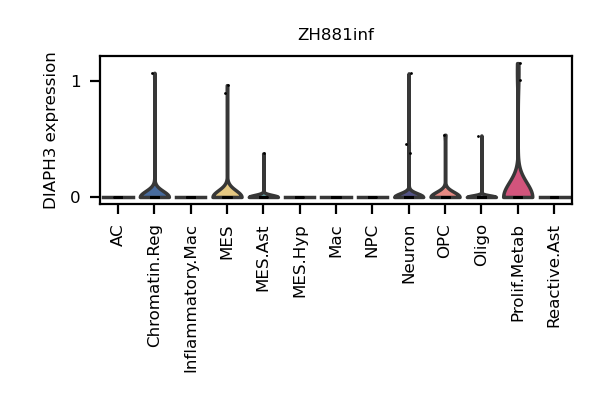 ZH881inf
DIAPH3 expression
1
0
AC
Chromatin.Reg
Inflammatory.Mac
MES
MES.Ast
MES.Hyp
Mac
NPC
Neuron
OPC
Oligo
Prolif.Metab
Reactive.Ast